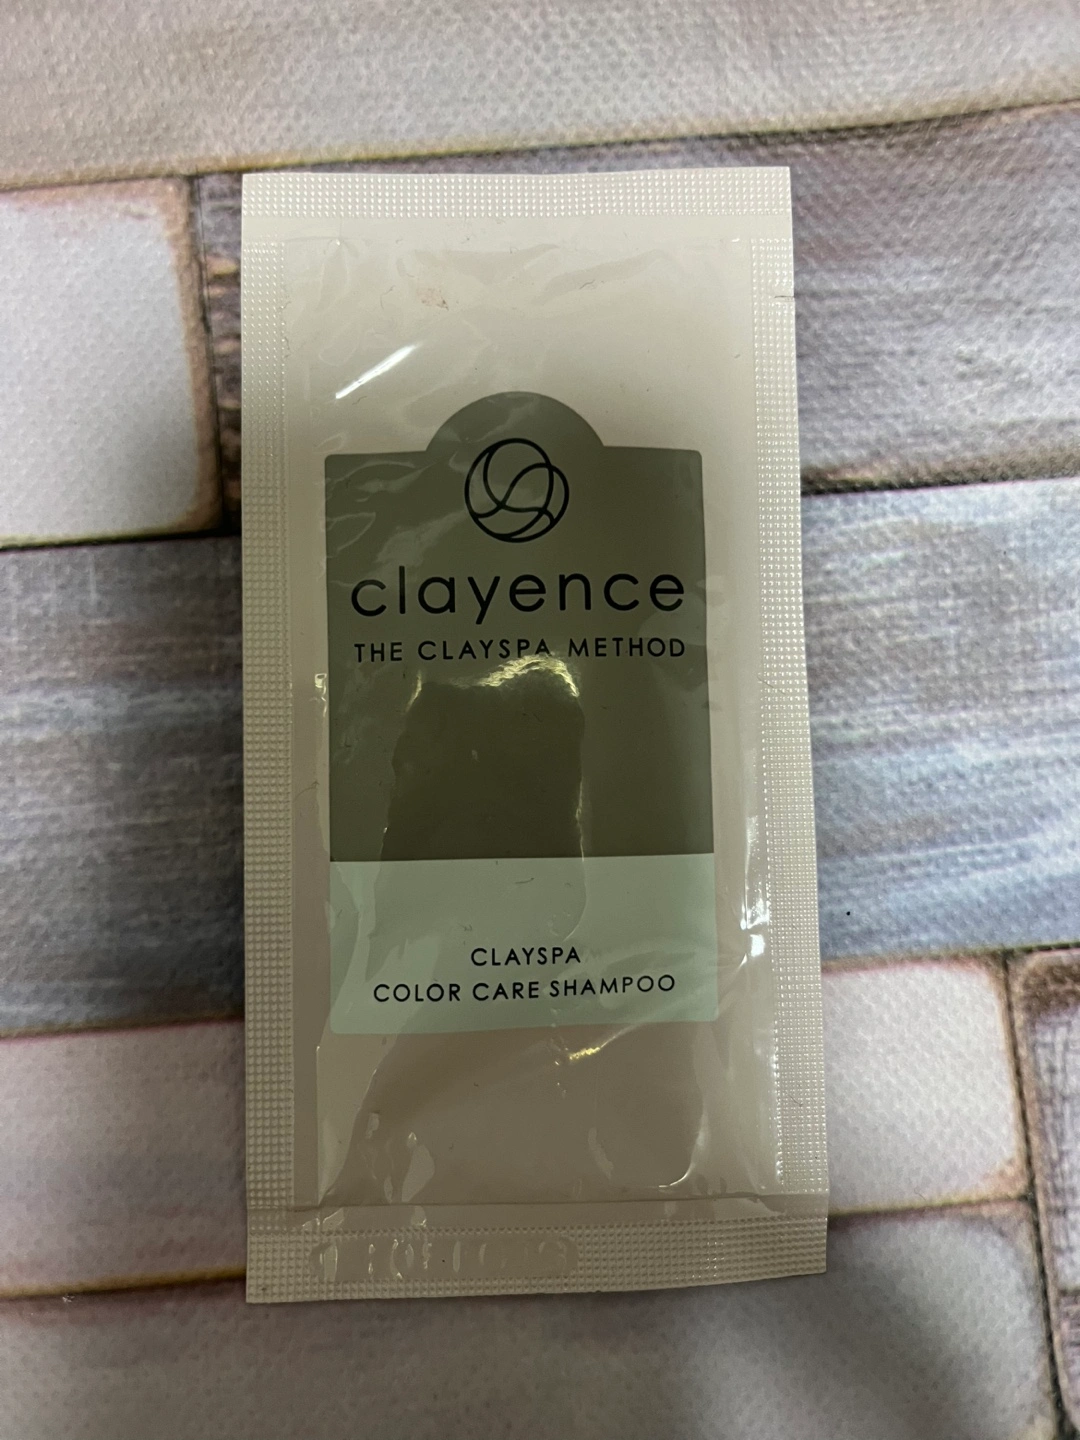 clayence
THE CLAYSPA METHOD
CLAYSPA
COLOR CARE SHAMPOO